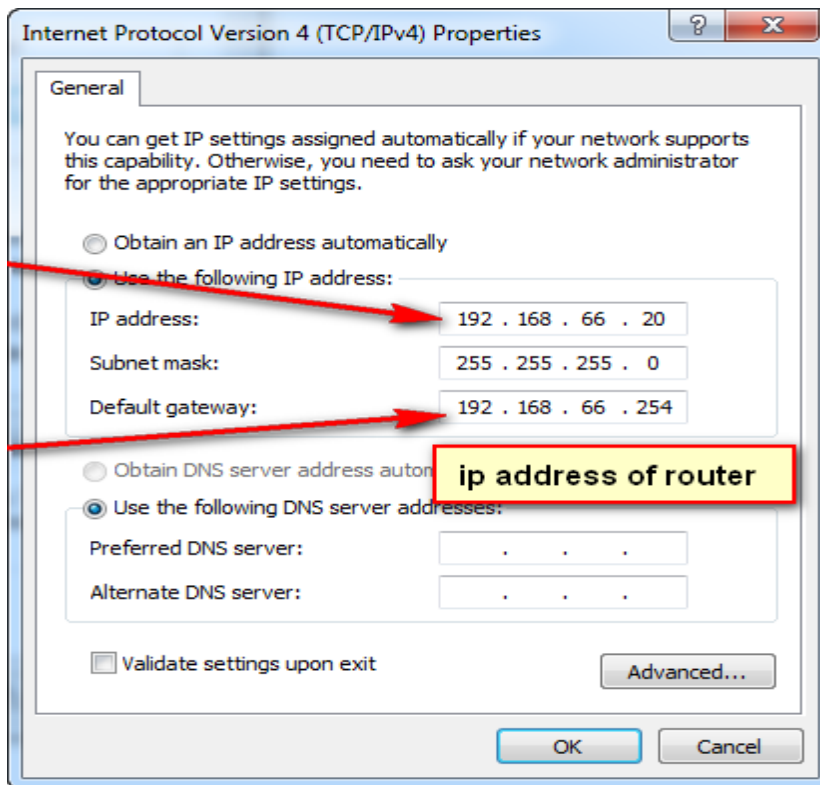 Internet Protocol Version 4 (TCP/IPv4) Properties
General
You can get IP settings assigned automatically if your network supports
this capability. Otherwise, you need to ask your network administrator
for the appropriate IP settings.
Obtain an IP address automatically
Use the following IP address:
IP address: 192 . 168 . 66 . 20
Subnet mask: 255 . 255 . 255 . 0
Default gateway: 192 . 168 . 66 . 254
ip address of router
Obtain DNS server address
Use the following DNS server addresses:
Preferred DNS server: . . .
Alternate DNS server: . . .
Validate settings upon exit
Advanced...
OK Cancel